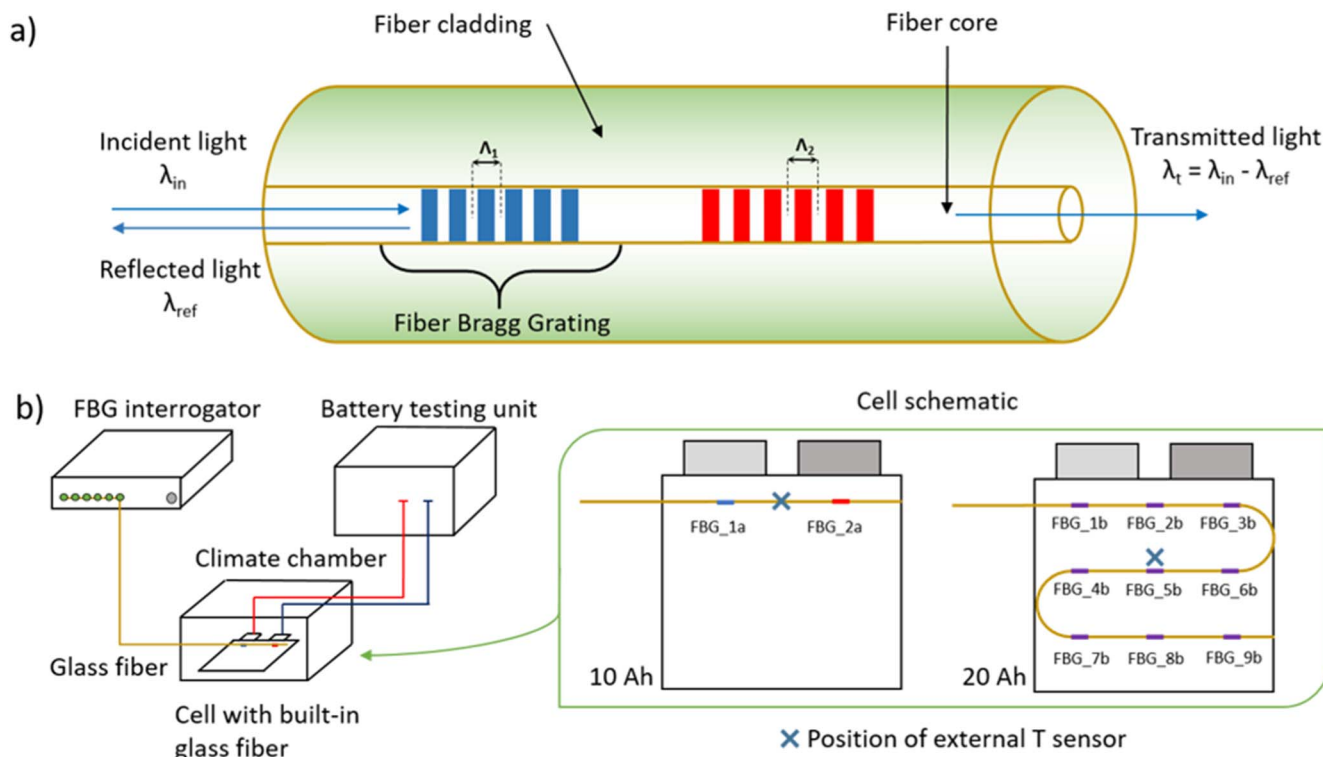 a)
Fiber cladding
Fiber core
Incident light
λin
Λ1
Λ2
Transmitted light
λt = λin - λref
Reflected light
λref
Fiber Bragg Grating
b)
FBG interrogator
Battery testing unit
Cell schematic
Climate chamber
Glass fiber
Cell with built-in
glass fiber
FBG_1a
FBG_2a
10 Ah
FBG_1b
FBG_2b
FBG_3b
FBG_4b
FBG_5b
FBG_6b
FBG_7b
FBG_8b
FBG_9b
20 Ah
Position of external T sensor